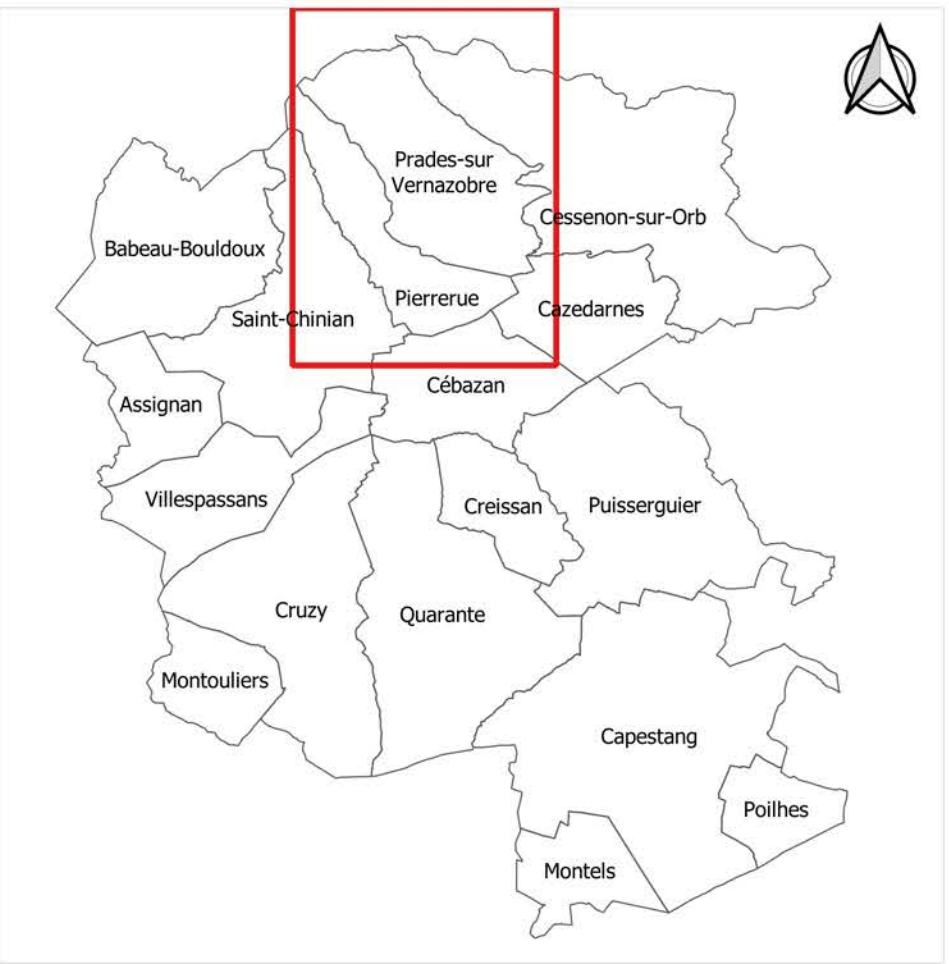 Prades-sur
Vernazobre
Cessenon-sur-Orb
Babeau-Bouldoux
Pierrerue
Cazedarnes
Saint-Chinian
Cébazan
Assignan
Villespassans
Creissan
Puisserguier
Cruzy
Quarante
Montouliers
Capestang
Poilhes
Montels